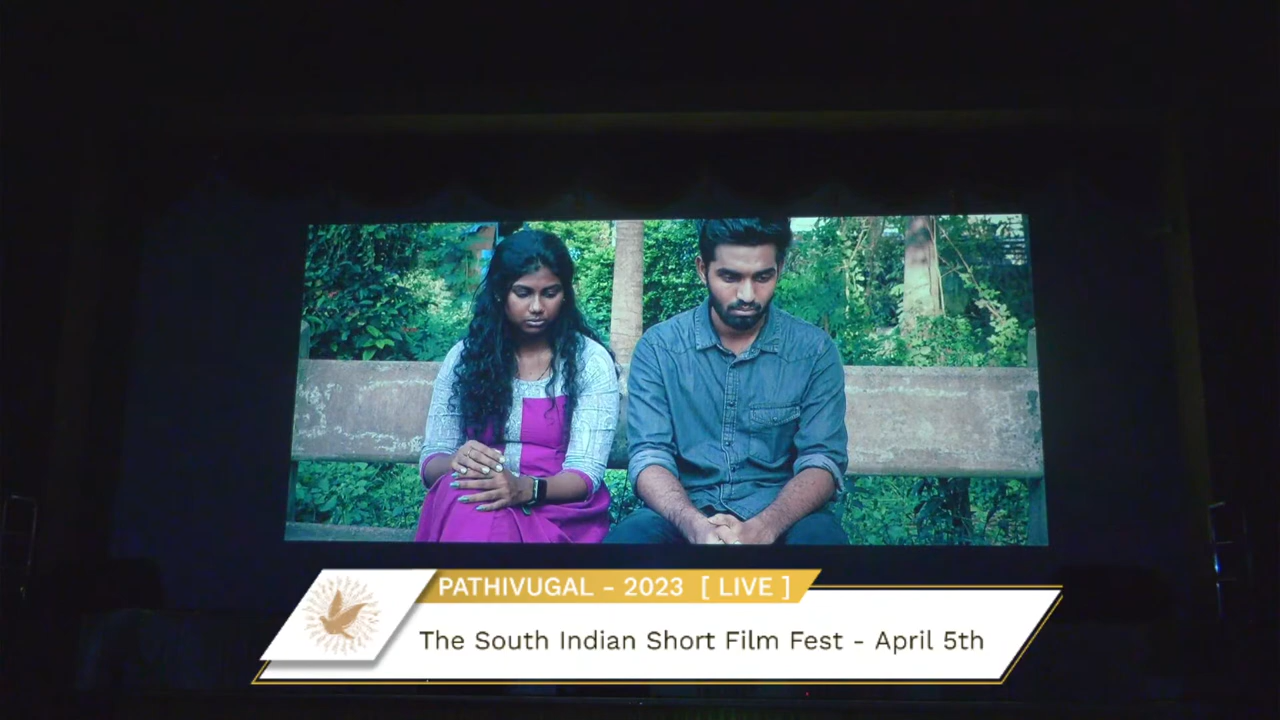 PATHIVUGAL - 2023 [ LIVE ]
The South Indian Short Film Fest - April 5th